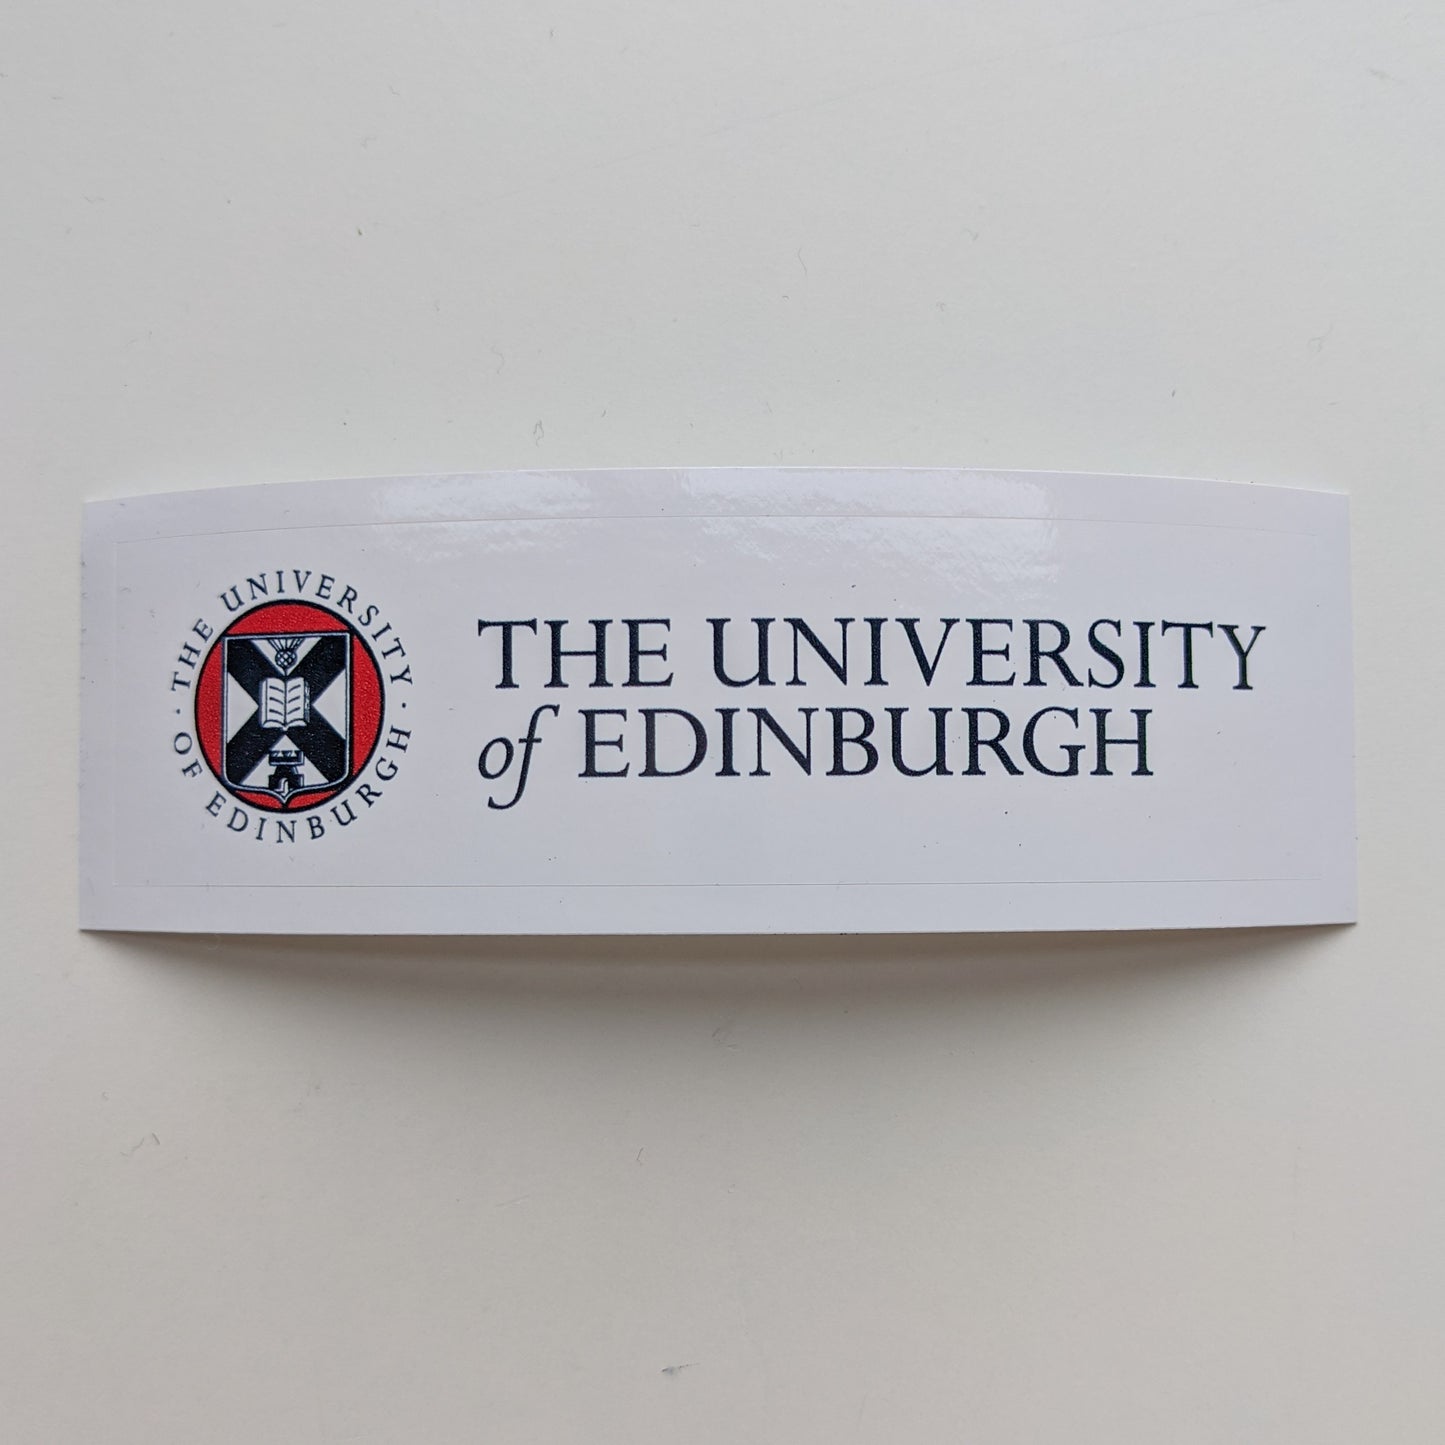 · THE UNIVERSITY ·
OF EDINBURGH
THE UNIVERSITY
of EDINBURGH